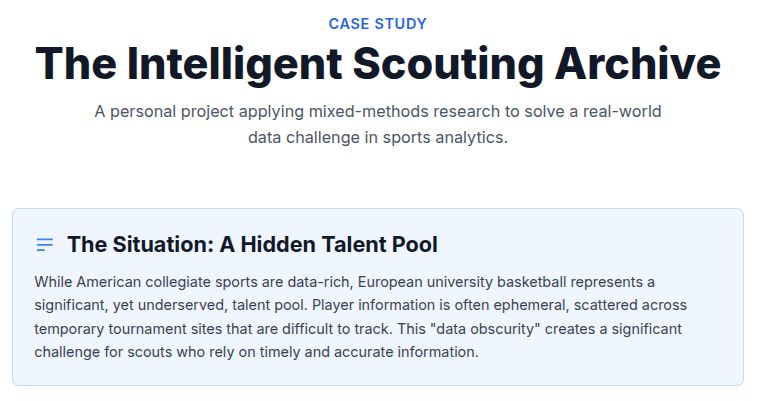 CASE STUDY
The Intelligent Scouting Archive
A personal project applying mixed-methods research to solve a real-world
data challenge in sports analytics.
The Situation: A Hidden Talent Pool
While American collegiate sports are data-rich, European university basketball represents a
significant, yet underserved, talent pool. Player information is often ephemeral, scattered across
temporary tournament sites that are difficult to track. This "data obscurity" creates a significant
challenge for scouts who rely on timely and accurate information.